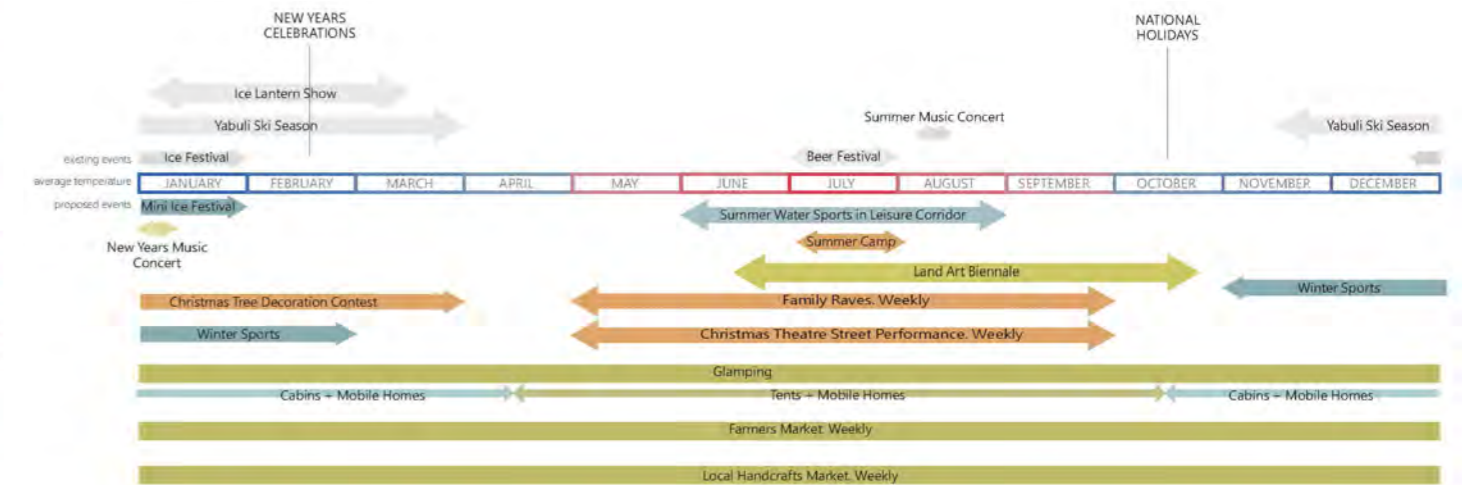 NEW YEARS
CELEBRATIONS
NATIONAL
HOLIDAYS
Ice Lantern Show
Summer Music Concert
Yabuli Ski Season
Yabuli Ski Season
existing events
Ice Festival
Beer Festival
average temperature
JANUARY
FEBRUARY
MARCH
APRIL
MAY
JUNE
JULY
AUGUST
SEPTEMBER
OCTOBER
NOVEMBER
DECEMBER
proposed events
Mini Ice Festival
Summer Water Sports in Leisure Corridor
New Years Music
Concert
Summer Camp
Land Art Biennale
Winter Sports
Christmas Tree Decoration Contest
Family Raves. Weekly
Winter Sports
Christmas Theatre Street Performance. Weekly
Glamping
Cabins + Mobile Homes
Tents + Mobile Homes
Cabins + Mobile Homes
Farmers Market. Weekly
Local Handcrafts Market. Weekly